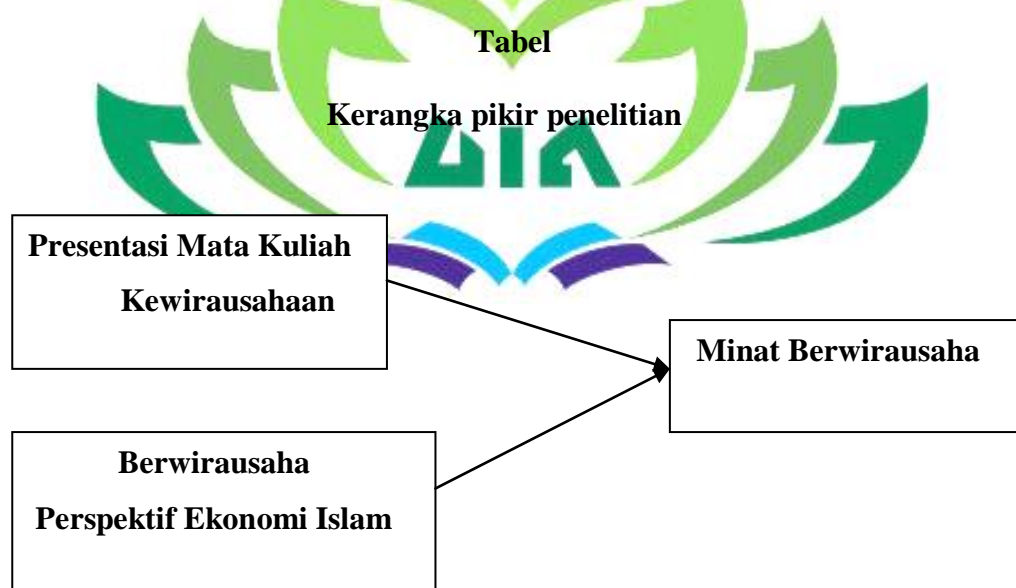 Tabel
Kerangka pikir penelitian
Presentasi Mata Kuliah
Kewirausahaan
Minat Berwirausaha
Berwirausaha
Perspektif Ekonomi Islam